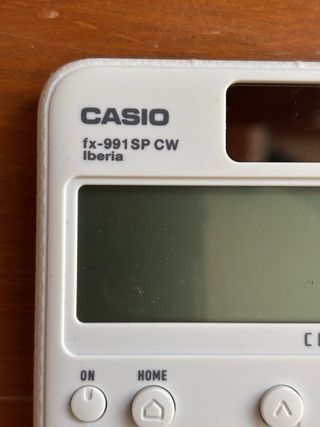 CASIO
fx-991SP CW
Iberia
ON
HOME